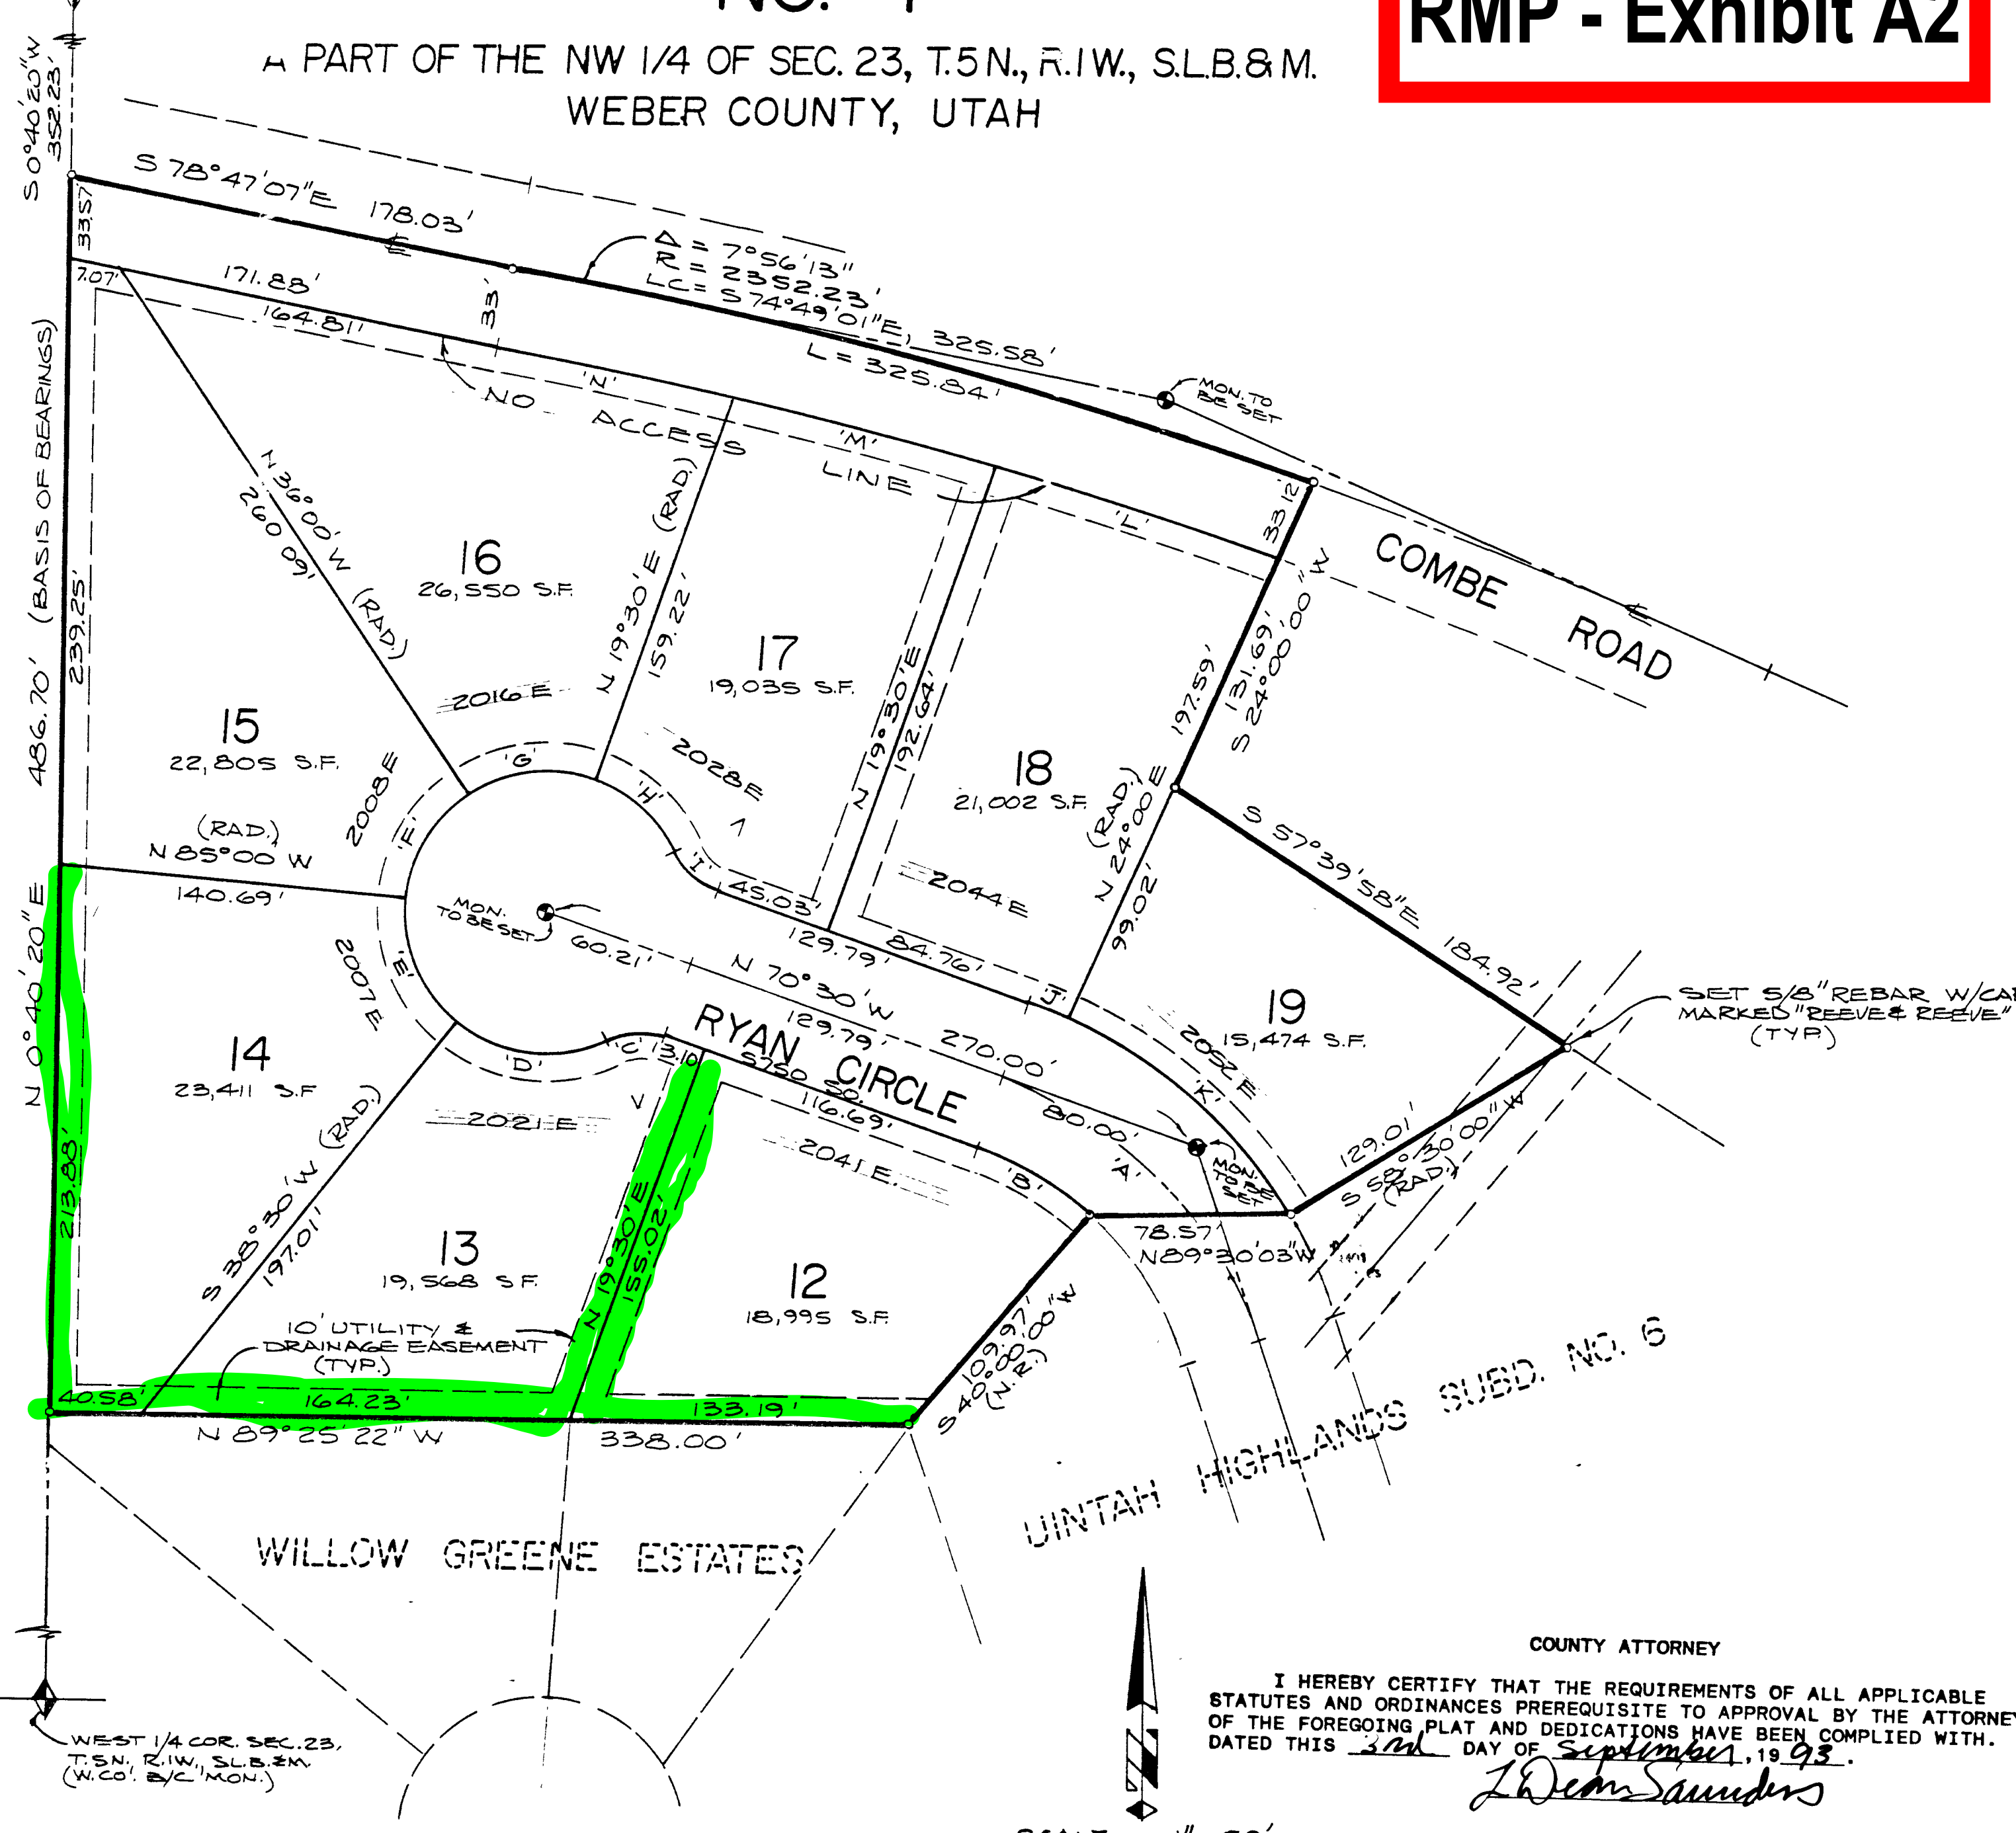 RMP - Exhibit A2
A PART OF THE NW 1/4 OF SEC. 23, T.5N., R.1W., S.L.B.&M.
WEBER COUNTY, UTAH
S 0°40'20"W
352.23'
S 78°47'07"E 178.03'
33.57'
Δ = 7°56'13"
R = 2352.23'
LC = S 74°49'01"E, 325.58'
L = 325.84'
7.07'
171.88'
164.81'
33'
MON. TO
BE SET
'N'
NO ACCESS LINE
'M'
'L'
33.12'
COMBE ROAD
N 0°40'20"E 486.70' (BASIS OF BEARINGS)
239.25'
N 36°00'W (RAD.)
260.09'
16
26,550 S.F.
2016 E
N 19°30'E (RAD.)
159.22'
17
19,035 S.F.
2028 E
N 19°30'E
192.64'
18
21,002 S.F.
2044 E
197.59'
131.69'
S 24°00'00"W
(RAD.)
N 24°00'E
99.02'
S 57°39'58"E 184.92'
15
22,805 S.F.
2008 E
(RAD.)
N 85°00 W
140.69'
'F'
'G'
'H'
'I'
45.03'
129.79'
84.76'
'J'
MON.
TO BE SET
60.21'
N 70°30'W
129.79'
270.00'
80.00'
RYAN CIRCLE
5750 SO.
19
15,474 S.F.
2052 E
'K'
SET 5/8" REBAR W/CAP
MARKED "REEVE & REEVE"
(TYP.)
129.01'
S 58°30'00"W
(RAD.)
14
23,411 S.F
2007 E
'E'
213.88'
S 38°30'W (RAD.)
197.01'
'D'
'C'
13.10'
2021 E
116.69'
2041 E.
'B'
'A'
MON.
TO BE
SET
78.57'
N89°30'03"W
13
19,568 S.F.
N 19°30'E
155.02'
12
18,995 S.F.
109.97'
S 40°00'00"W
(N.R.)
10' UTILITY &
DRAINAGE EASEMENT
(TYP.)
40.58'
164.23'
133.19'
N 89°25'22"W 338.00'
UINTAH HIGHLANDS SUBD. NO. 6
WILLOW GREENE ESTATES
WEST 1/4 COR. SEC. 23,
T.5N. R.1W., S.L.B.&M.
(W. CO. B/C MON.)
COUNTY ATTORNEY
I HEREBY CERTIFY THAT THE REQUIREMENTS OF ALL APPLICABLE
STATUTES AND ORDINANCES PREREQUISITE TO APPROVAL BY THE ATTORNEY
OF THE FOREGOING PLAT AND DEDICATIONS HAVE BEEN COMPLIED WITH.
DATED THIS 3rd DAY OF September, 19 93.
L Dean Saunders